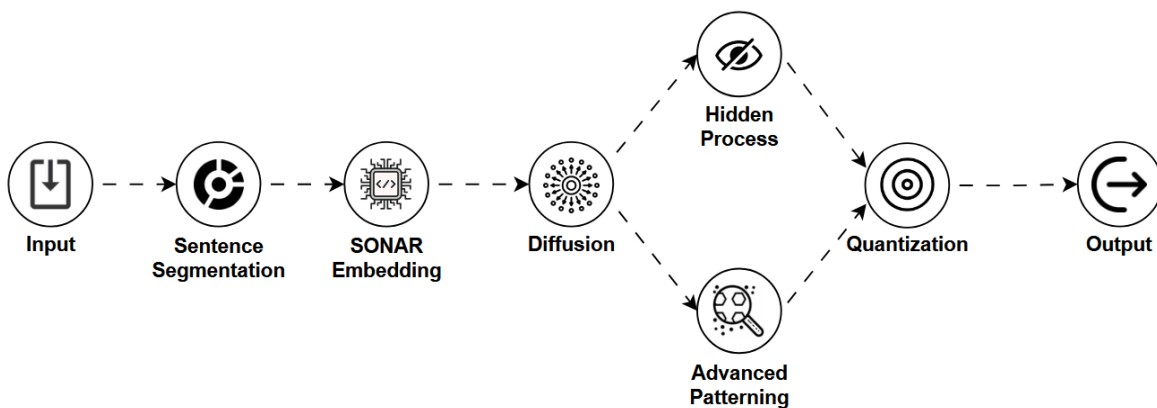 Input
Sentence
Segmentation
</>
SONAR
Embedding
Diffusion
Hidden
Process
Advanced
Patterning
Quantization
Output